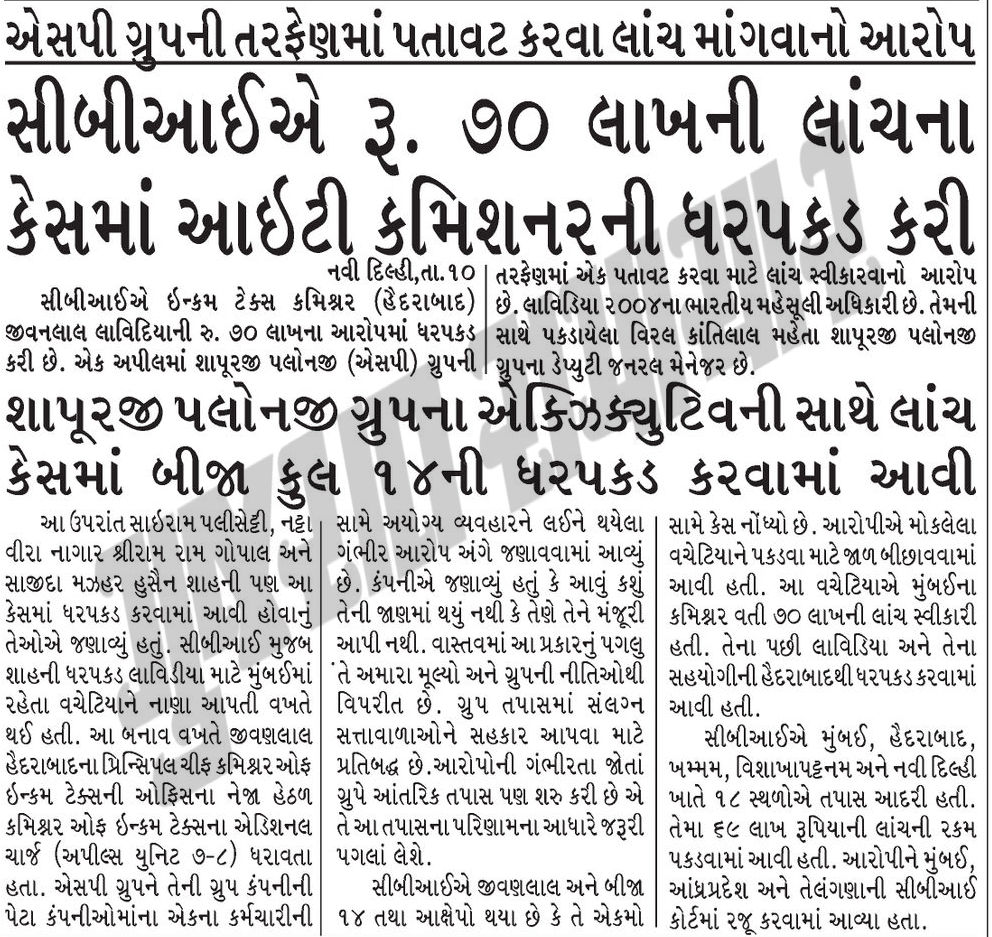 એસપી ગ્રુપની તરફેણમાં પતાવટ કરવા લાંચ માંગવાનો આરોપ
સીબીઆઈએ રૂ. ૭૦ લાખની લાંચના
કેસમાં આઇટી કમિશનરની ધરપકડ કરી
નવી દિલ્હી,તા.૧૦
સીબીઆઈએ ઇન્કમ ટેક્સ કમિશ્નર (હૈદરાબાદ)
જીવનલાલ લાવિદિયાની રુ. ૭૦ લાખના આરોપમાં ધરપકડ
કરી છે. એક અપીલમાં શાપૂરજી પલોનજી (એસપી) ગ્રુપની
તરફેણમાં એક પતાવટ કરવા માટે લાંચ સ્વીકારવાનો આરોપ
છે. લાવિડિયા ૨૦૦૪ના ભારતીય મહેસૂલી અધિકારી છે. તેમની
સાથે પકડાયેલા વિરલ કાંતિલાલ મહેતા શાપૂરજી પલોનજી
ગ્રુપના ડેપ્યુટી જનરલ મેનેજર છે.
શાપૂરજી પલોનજી ગ્રુપના એક્ઝિક્યુટિવની સાથે લાંચ
કેસમાં બીજા કુલ ૧૪ની ધરપકડ કરવામાં આવી
આ ઉપરાંત સાઇરામ પલીસેટ્ટી, નટ્ટા
વીરા નાગાર શ્રીરામ રામ ગોપાલ અને
સાજીદા મઝહર હુસૈન શાહની પણ આ
કેસમાં ધરપકડ કરવામાં આવી હોવાનું
તેઓએ જણાવ્યું હતું. સીબીઆઈ મુજબ
શાહની ધરપકડ લાવિડીયા માટે મુંબઈમાં
રહેતા વચેટિયાને નાણા આપતી વખતે
થઈ હતી. આ બનાવ વખતે જીવણલાલ
હૈદરાબાદના પ્રિન્સિપલ ચીફ કમિશ્નર ઓફ
ઇન્કમ ટેક્સની ઓફિસના નેજા હેઠળ
કમિશ્નર ઓફ ઇન્કમ ટેક્સના એડિશનલ
ચાર્જ (અપીલ્સ યુનિટ ૭-૮) ધરાવતા
હતા. એસપી ગ્રુપને તેની ગ્રુપ કંપનીની
પેટા કંપનીઓમાંના એકના કર્મચારીની
સામે અયોગ્ય વ્યવહારને લઈને થયેલા
ગંભીર આરોપ અંગે જણાવવામાં આવ્યું
છે. કંપનીએ જણાવ્યું હતું કે આવું કશું
તેની જાણમાં થયું નથી કે તેણે તેને મંજૂરી
આપી નથી. વાસ્તવમાં આ પ્રકારનું પગલુ
તે અમારા મૂલ્યો અને ગ્રુપની નીતિઓથી
વિપરીત છે. ગ્રુપ તપાસમાં સંલગ્ન
સત્તાવાળાઓને સહકાર આપવા માટે
પ્રતિબદ્ધ છે.આરોપોની ગંભીરતા જોતાં
ગ્રુપે આંતરિક તપાસ પણ શરુ કરી છે એ
તે આ તપાસના પરિણામના આધારે જરૂરી
પગલાં લેશે.
સીબીઆઈએ જીવણલાલ અને બીજા
૧૪ તથા આક્ષેપો થયા છે કે તે એકમો
સામે કેસ નોંધ્યો છે. આરોપીએ મોકલેલા
વચેટિયાને પકડવા માટે જાળ બીછાવવામાં
આવી હતી. આ વચેટિયાએ મુંબઈના
કમિશ્નર વતી ૭૦ લાખની લાંચ સ્વીકારી
હતી. તેના પછી લાવિડિયા અને તેના
સહયોગીની હૈદરાબાદથી ધરપકડ કરવામાં
આવી હતી.
સીબીઆઈએ મુંબઈ, હૈદરાબાદ,
ખમ્મમ, વિશાખાપટ્ટનમ અને નવી દિલ્હી
ખાતે ૧૮ સ્થળોએ તપાસ આદરી હતી.
તેમા ૬૯ લાખ રૂપિયાની લાંચની રકમ
પકડવામાં આવી હતી. આરોપીને મુંબઈ,
આંધ્રપ્રદેશ અને તેલંગણાની સીબીઆઈ
કોર્ટમાં રજૂ કરવામાં આવ્યા હતા.
ગુજરાત સમાચાર